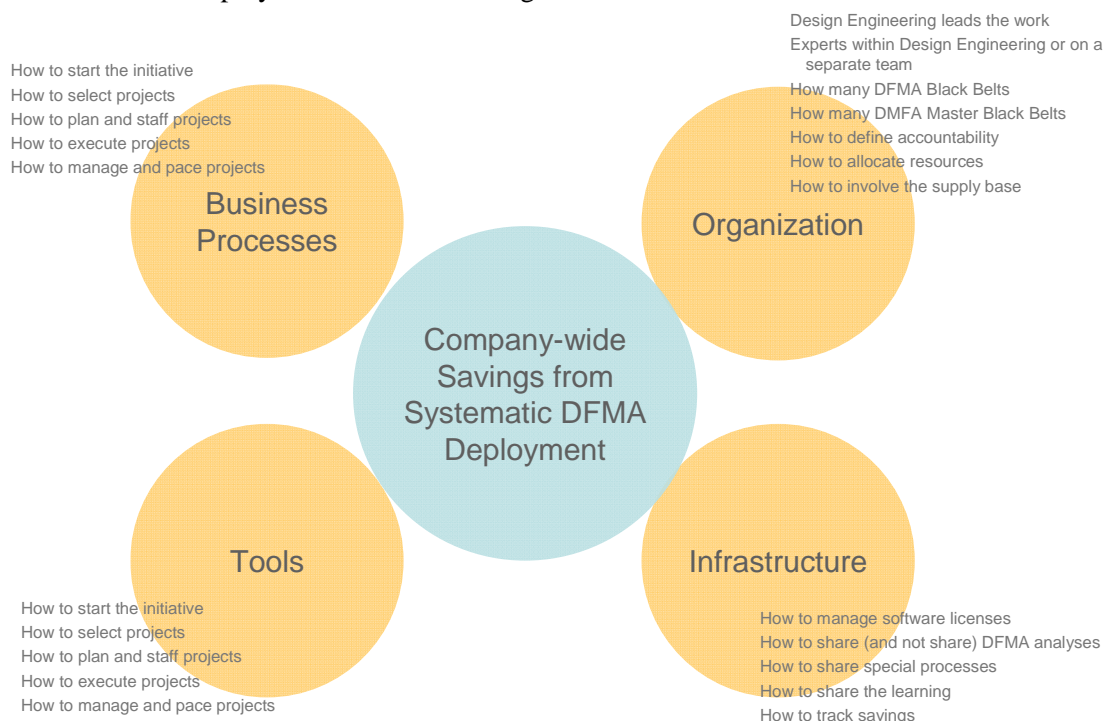 Design Engineering leads the work
Experts within Design Engineering or on a
separate team
How many DFMA Black Belts
How many DMFA Master Black Belts
How to define accountability
How to allocate resources
How to involve the supply base
How to start the initiative
How to select projects
How to plan and staff projects
How to execute projects
How to manage and pace projects
Business
Processes
Organization
Company-wide
Savings from
Systematic DFMA
Deployment
Tools
Infrastructure
How to start the initiative
How to select projects
How to plan and staff projects
How to execute projects
How to manage and pace projects
How to manage software licenses
How to share (and not share) DFMA analyses
How to share special processes
How to share the learning
How to track savings